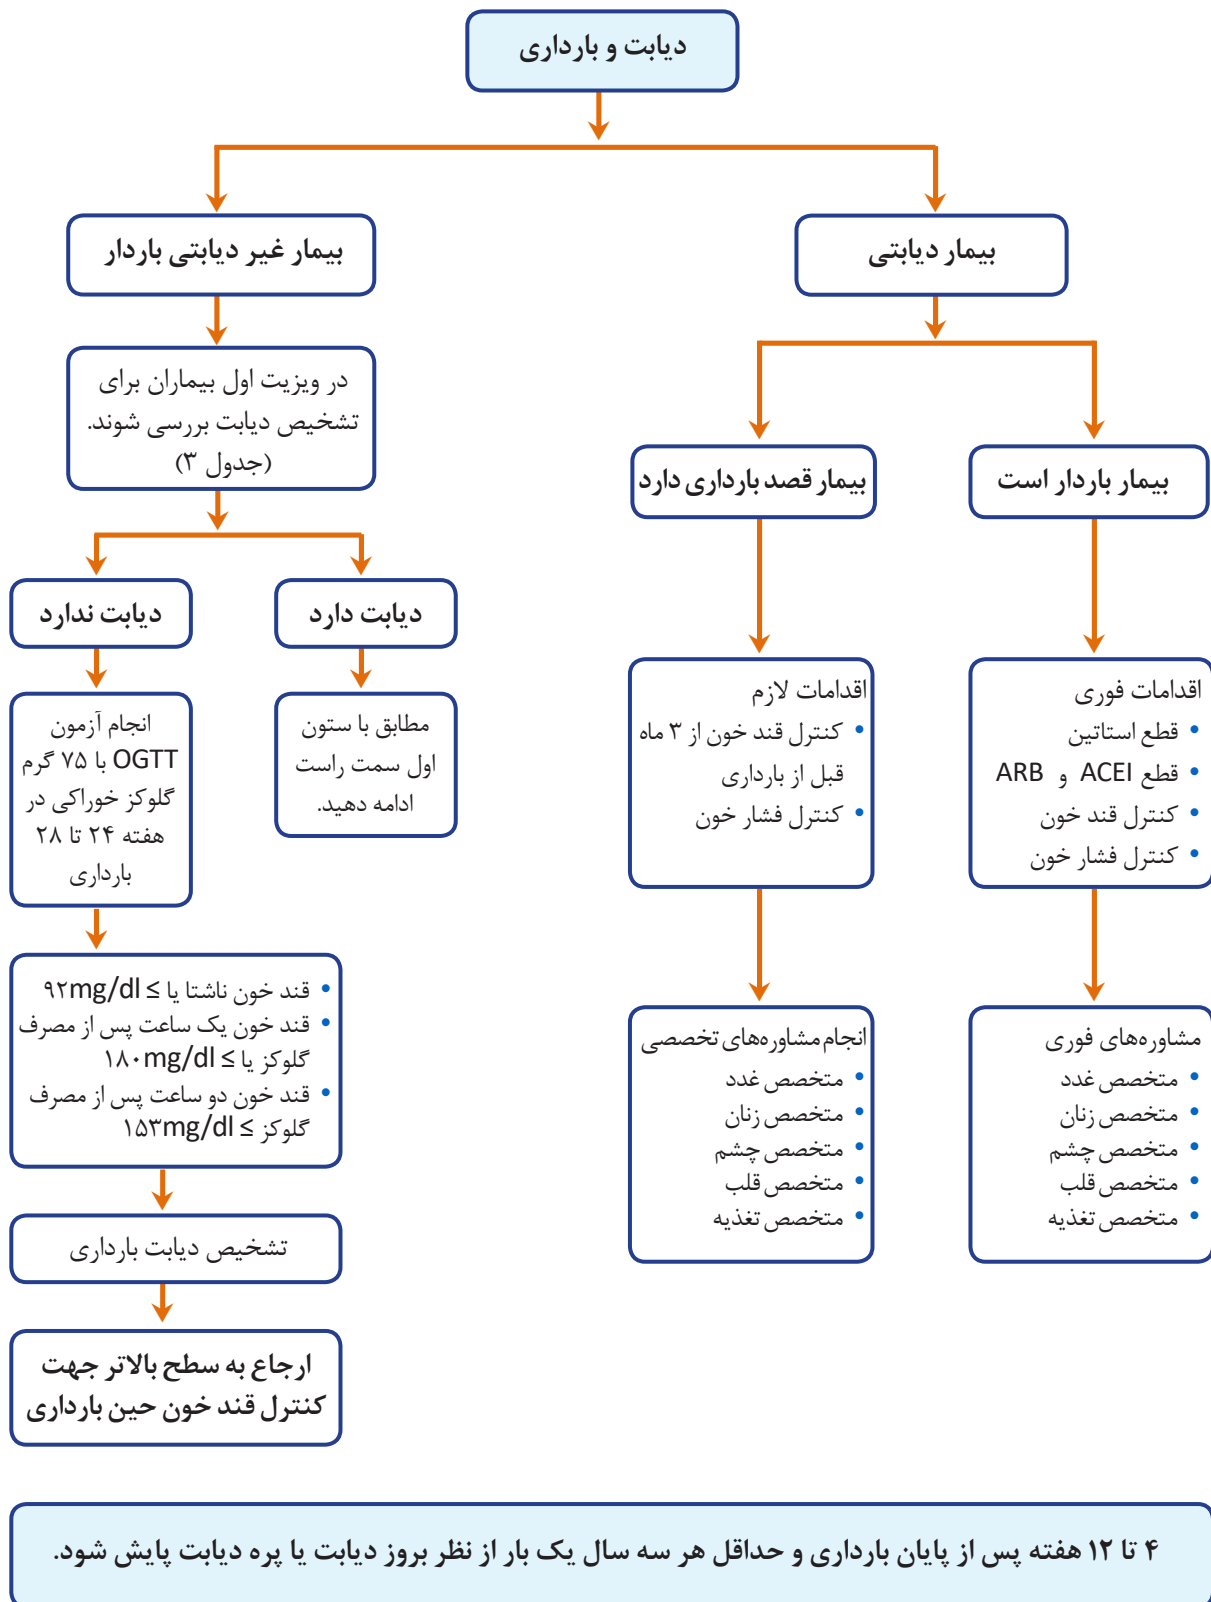 دیابت و بارداری
بیمار دیابتی
بیمار غیر دیابتی باردار
در ویزیت اول بیماران برای
تشخیص دیابت بررسی شوند.
(جدول ۳)
بیمار باردار است
بیمار قصد بارداری دارد
دیابت دارد
دیابت ندارد
اقدامات فوری
• قطع استاتین
• قطع ACEI و ARB
• کنترل قند خون
• کنترل فشار خون
اقدامات لازم
• کنترل قند خون از ۳ ماه
قبل از بارداری
• کنترل فشار خون
مطابق با ستون
اول سمت راست
ادامه دهید.
انجام آزمون
OGTT با ۷۵ گرم
گلوکز خوراکی در
هفته ۲۴ تا ۲۸
بارداری
• قند خون ناشتا یا ≥ ۹۲mg/dl
• قند خون یک ساعت پس از مصرف
گلوکز یا ≥ ۱۸۰mg/dl
• قند خون دو ساعت پس از مصرف
گلوکز ≥ ۱۵۳mg/dl
مشاوره‌های فوری
• متخصص غدد
• متخصص زنان
• متخصص چشم
• متخصص قلب
• متخصص تغذیه
انجام مشاوره‌های تخصصی
• متخصص غدد
• متخصص زنان
• متخصص چشم
• متخصص قلب
• متخصص تغذیه
تشخیص دیابت بارداری
ارجاع به سطح بالاتر جهت
کنترل قند خون حین بارداری
۴ تا ۱۲ هفته پس از پایان بارداری و حداقل هر سه سال یک بار از نظر بروز دیابت یا پره دیابت پایش شود.